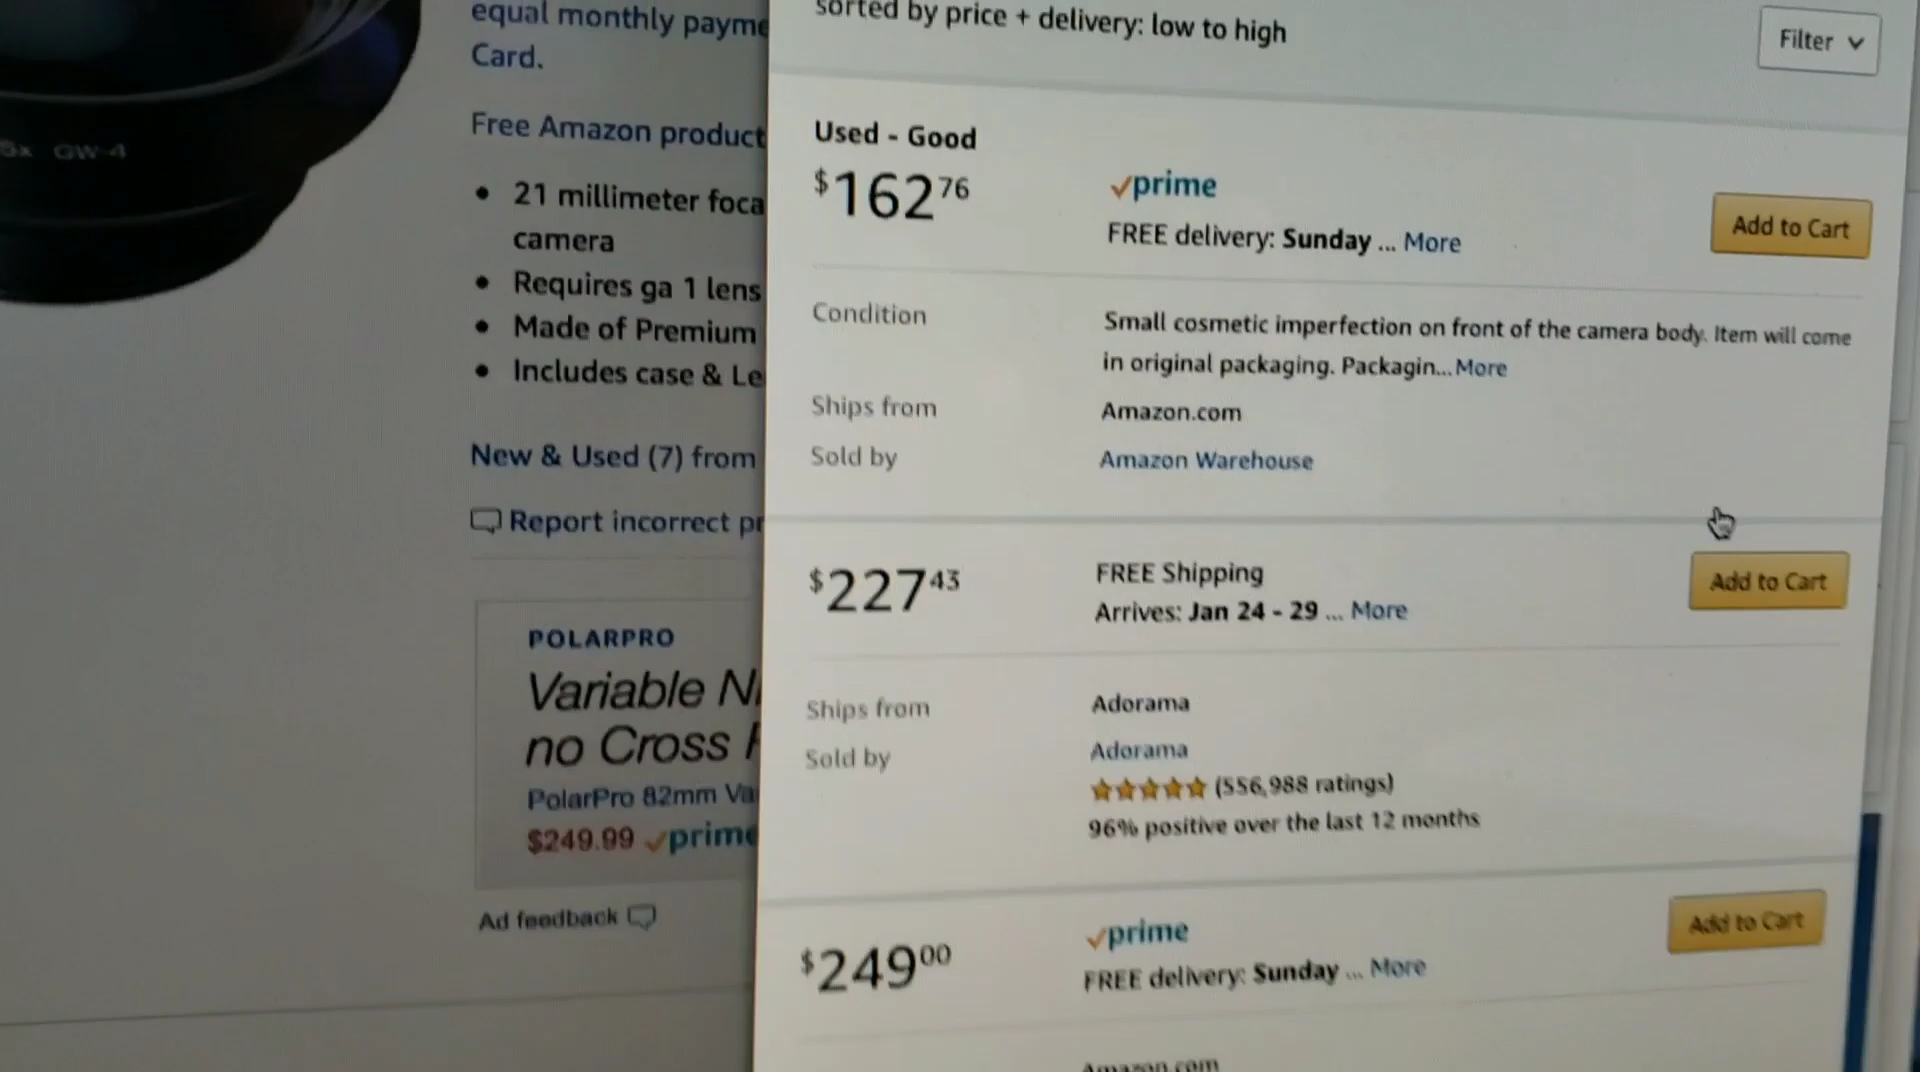 equal monthly payme
Card.
Free Amazon product
21 millimeter foca
camera
Requires ga 1 lens
Made of Premium
Includes case & Le
New & Used (7) from
Report incorrect pr
POLARPRO
Variable N
no Cross
PolarPro 82mm Va
$249.99 prime
Ad feedback
GW-4
sorted by price + delivery: low to high
Filter
Used - Good
$162.76
prime
FREE delivery: Sunday ... More
Add to Cart
Condition
Small cosmetic imperfection on front of the camera body. Item will come
in original packaging. Packagin... More
Ships from
Amazon.com
Sold by
Amazon Warehouse
$227.43
FREE Shipping
Arrives: Jan 24 - 29 ... More
Add to Cart
Ships from
Adorama
Sold by
Adorama
(556,988 ratings)
96% positive over the last 12 months
$249.00
prime
FREE delivery: Sunday ... More
Add to Cart
Amazon.com